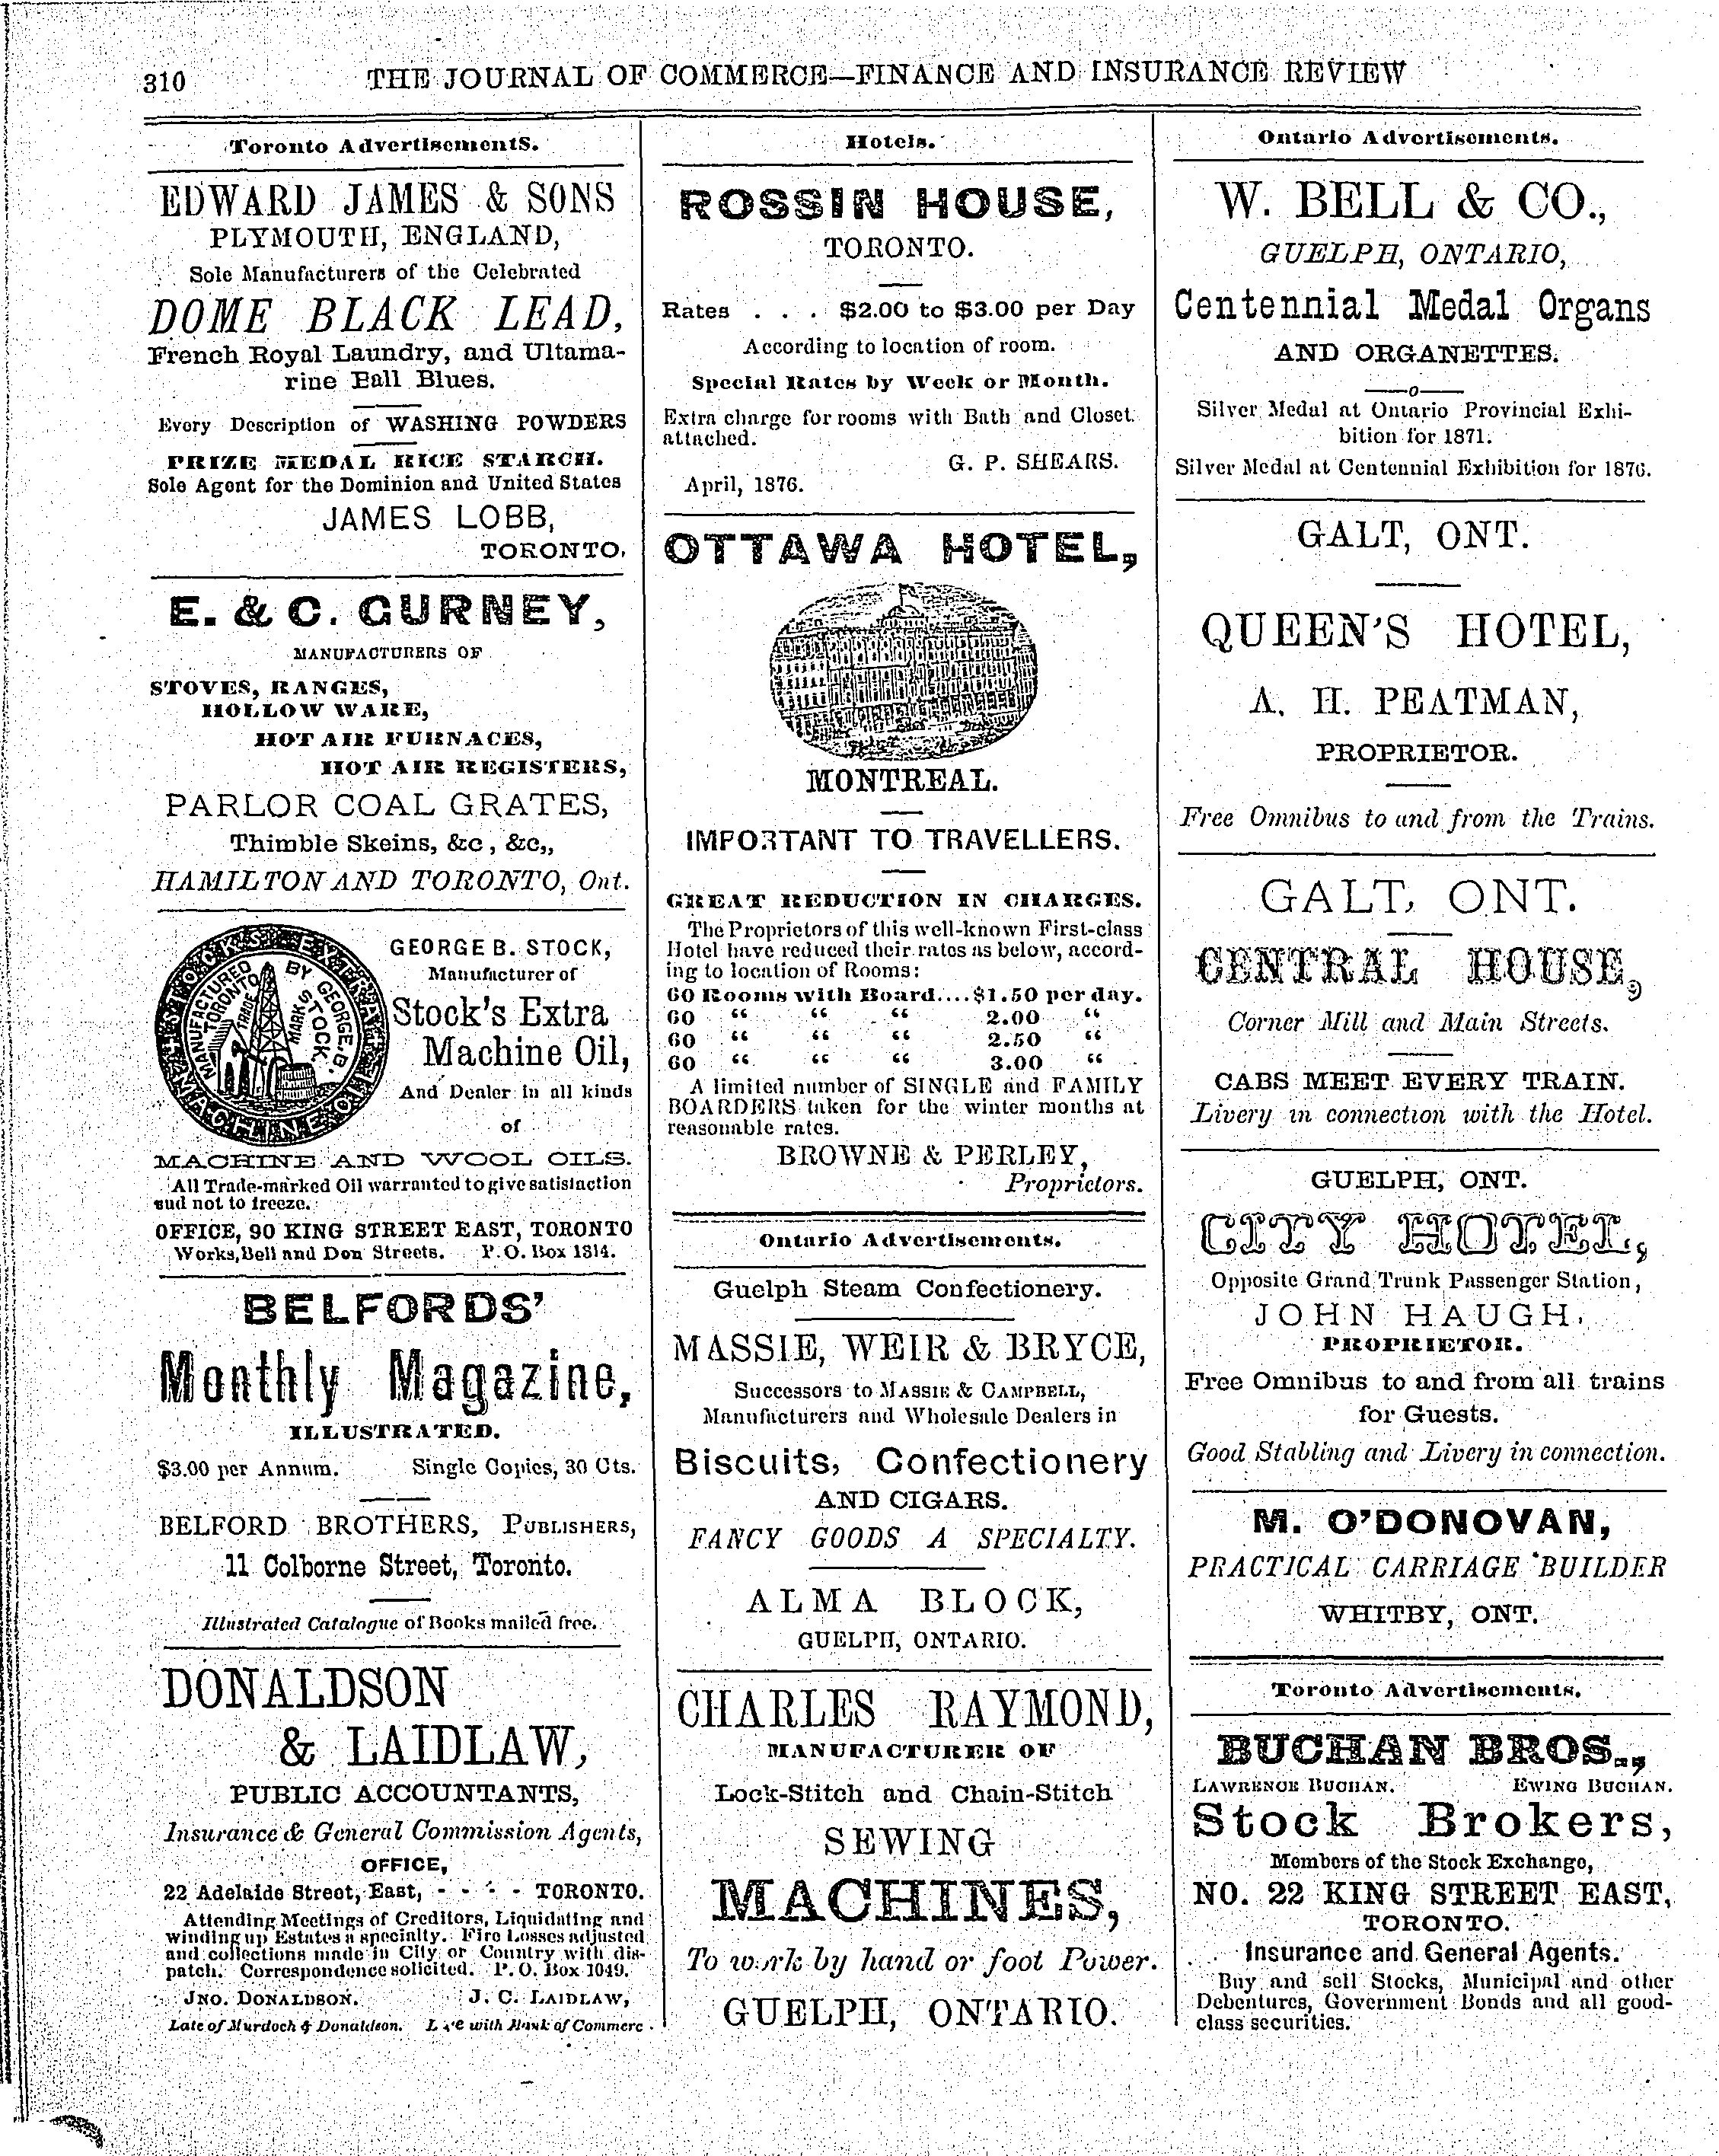 310
THE JOURNAL OF COMMERCE—FINANCE AND INSURANCE REVIEW
Toronto AdvertisementS.
EDWARD JAMES & SONS
PLYMOUTH, ENGLAND,
Sole Manufacturers of the Celebrated
DOME BLACK LEAD,
French Royal Laundry, and Ultama-
rine Ball Blues.
Every Description of WASHING POWDERS
PRIZE MEDAL RICE STARCH.
Sole Agent for the Dominion and United States
JAMES LOBB,
TORONTO.
E. & C. GURNEY,
MANUFACTURERS OF
STOVES, RANGES,
HOLLOW WARE,
HOT AIR FURNACES,
HOT AIR REGISTERS,
PARLOR COAL GRATES,
Thimble Skeins, &c, &c,,
HAMILTON AND TORONTO, Ont.
STOCK'S EXTRA MACHINE OIL
MANUFACTURED BY GEORGE. B. STOCK.
TORONTO
TRADE MARK
GEORGE B. STOCK,
Manufacturer of
Stock's Extra
Machine Oil,
And Dealer in all kinds
of
MACHINE AND WOOL OILS.
All Trade-marked Oil warranted to give satisfaction
and not to freeze.
OFFICE, 90 KING STREET EAST, TORONTO
Works, Bell and Don Streets. P. O. Box 1314.
BELFORDS'
Monthly Magazine,
ILLUSTRATED.
$3.00 per Annum. Single Copies, 30 Cts.
BELFORD BROTHERS, PUBLISHERS,
11 Colborne Street, Toronto.
Illustrated Catalogue of Books mailed free.
DONALDSON
& LAIDLAW,
PUBLIC ACCOUNTANTS,
Insurance & General Commission Agents,
OFFICE,
22 Adelaide Street, East, - - - - TORONTO.
Attending Meetings of Creditors, Liquidating and
winding up Estates a specialty. Fire Losses adjusted
and collections made in City or Country with dis-
patch. Correspondence solicited. P. O. Box 1049.
JNO. DONALDSON. J. C. LAIDLAW,
Late of Murdoch & Donaldson. with Bank of Commerc .
Hotels.
ROSSIN HOUSE,
TORONTO.
Rates . . . $2.00 to $3.00 per Day
According to location of room.
Special Rates by Week or Month.
Extra charge for rooms with Bath and Closet
attached.
G. P. SHEARS.
April, 1876.
OTTAWA HOTEL,
MONTREAL.
IMPORTANT TO TRAVELLERS.
GREAT REDUCTION IN CHARGES.
The Proprietors of this well-known First-class
Hotel have reduced their rates as below, accord-
ing to location of Rooms:
60 Rooms with Board....$1.50 per day.
60 “ “ “ 2.00 “
60 “ “ “ 2.50 “
60 “ “ “ 3.00 “
A limited number of SINGLE and FAMILY
BOARDERS taken for the winter months at
reasonable rates.
BROWNE & PERLEY,
Proprietors.
Ontario Advertisements.
Guelph Steam Confectionery.
MASSIE, WEIR & BRYCE,
Successors to MASSIE & CAMPBELL,
Manufacturers and Wholesale Dealers in
Biscuits, Confectionery
AND CIGARS.
FANCY GOODS A SPECIALTY.
ALMA BLOCK,
GUELPH, ONTARIO.
CHARLES RAYMOND,
MANUFACTURER OF
Lock-Stitch and Chain-Stitch
SEWING
MACHINES,
To work by hand or foot Power.
GUELPH, ONTARIO.
Ontario Advertisements.
W. BELL & CO.,
GUELPH, ONTARIO,
Centennial Medal Organs
AND ORGANETTES.
Silver Medal at Ontario Provincial Exhi-
bition for 1871.
Silver Medal at Centennial Exhibition for 1876.
GALT, ONT.
QUEEN'S HOTEL,
A. H. PEATMAN,
PROPRIETOR.
Free Omnibus to and from the Trains.
GALT, ONT.
CENTRAL HOUSE,
Corner Mill and Main Streets.
CABS MEET EVERY TRAIN.
Livery in connection with the Hotel.
GUELPH, ONT.
CITY HOTEL,
Opposite Grand Trunk Passenger Station,
JOHN HAUGH,
PROPRIETOR.
Free Omnibus to and from all trains
for Guests.
Good Stabling and Livery in connection.
M. O'DONOVAN,
PRACTICAL CARRIAGE BUILDER
WHITBY, ONT.
Toronto Advertisements.
BUCHAN BROS.,
LAWRENCE BUCHAN. EWING BUCHAN.
Stock Brokers,
Members of the Stock Exchange,
NO. 22 KING STREET EAST,
TORONTO.
Insurance and General Agents.
Buy and sell Stocks, Municipal and other
Debentures, Government Bonds and all good-
class securities.